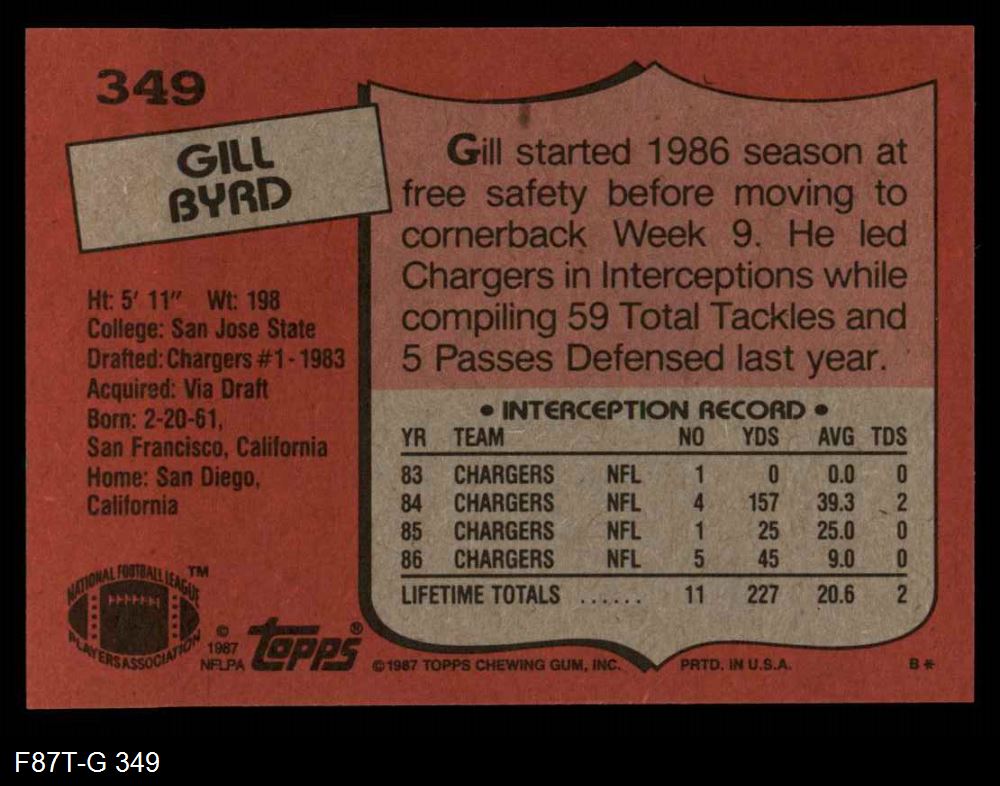 349
GILL
BYRD
Ht: 5' 11" Wt: 198
College: San Jose State
Drafted: Chargers #1 - 1983
Acquired: Via Draft
Born: 2-20-61,
San Francisco, California
Home: San Diego,
California
Gill started 1986 season at
free safety before moving to
cornerback Week 9. He led
Chargers in Interceptions while
compiling 59 Total Tackles and
5 Passes Defensed last year.
• INTERCEPTION RECORD •
YR TEAM NO YDS AVG TDS
83 CHARGERS NFL 1 0 0.0 0
84 CHARGERS NFL 4 157 39.3 2
85 CHARGERS NFL 1 25 25.0 0
86 CHARGERS NFL 5 45 9.0 0
LIFETIME TOTALS ...... 11 227 20.6 2
NATIONAL FOOTBALL LEAGUE TM
PLAYERS ASSOCIATION
© 1987 NFLPA
topps®
©1987 TOPPS CHEWING GUM, INC. PRTD. IN U.S.A. B*
F87T-G 349